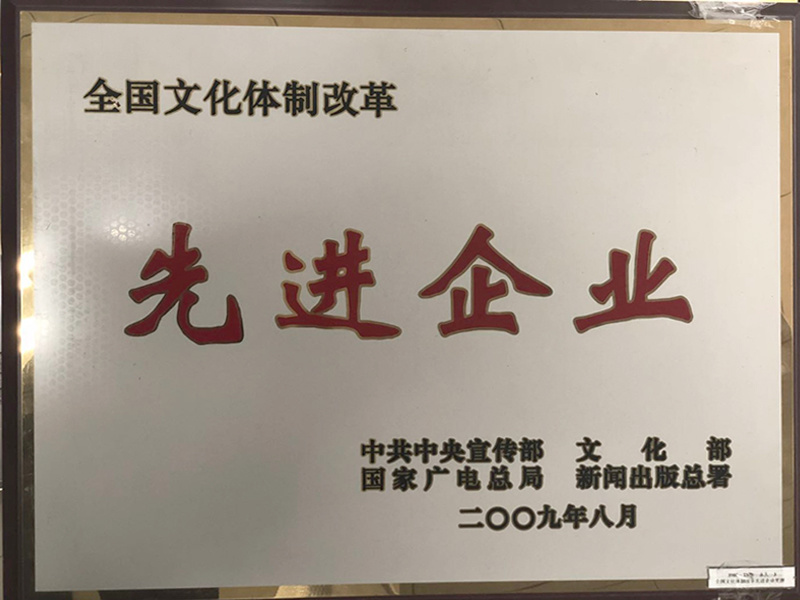 全国文化体制改革
先进企业
中共中央宣传部 文化部
国家广电总局 新闻出版总署
二〇〇九年八月